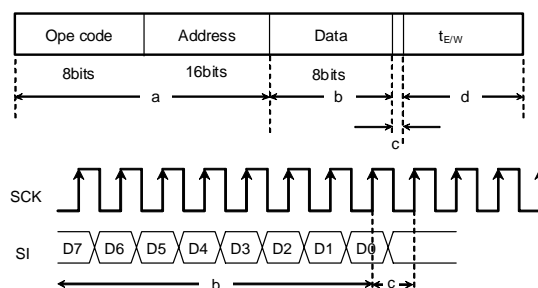 Ope code Address Data tE/W
8bits 16bits 8bits
a b d
c
SCK
SI D7 D6 D5 D4 D3 D2 D1 D0
b c